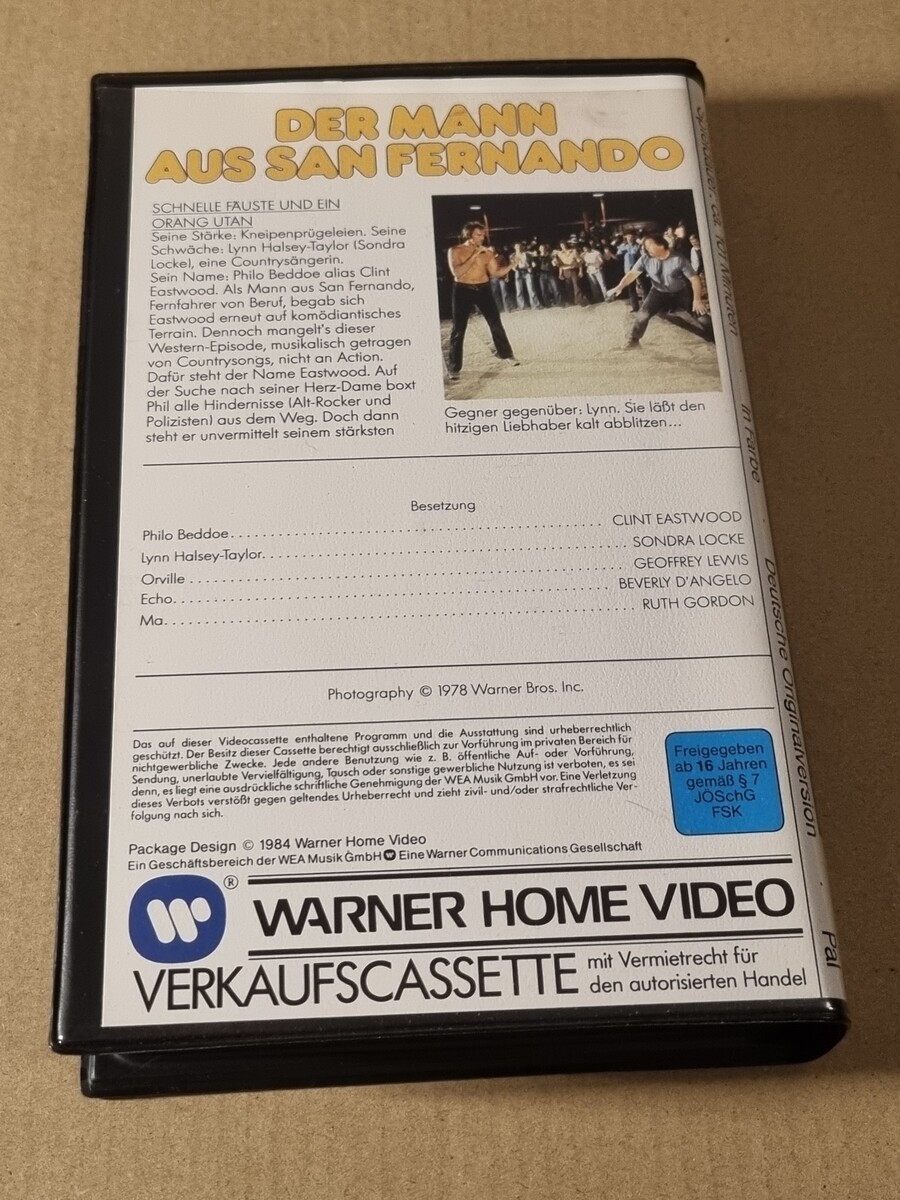 DER MANN
AUS SAN FERNANDO
SCHNELLE FÄUSTE UND EIN
ORANG UTAN
Seine Stärke: Kneipenprügeleien. Seine
Schwäche: Lynn Halsey-Taylor (Sondra
Locke), eine Countrysängerin.
Sein Name: Philo Beddoe alias Clint
Eastwood. Als Mann aus San Fernando,
Fernfahrer von Beruf, begab sich
Eastwood erneut auf komödiantisches
Terrain. Dennoch mangelt's dieser
Western-Episode, musikalisch getragen
von Countrysongs, nicht an Action.
Dafür steht der Name Eastwood. Auf
der Suche nach seiner Herz-Dame boxt
Phil alle Hindernisse (Alt-Rocker und
Polizisten) aus dem Weg. Doch dann
steht er unvermittelt seinem stärksten
Gegner gegenüber: Lynn. Sie läßt den
hitzigen Liebhaber kalt abblitzen...
Besetzung
Philo Beddoe........ CLINT EASTWOOD
Lynn Halsey-Taylor........ SONDRA LOCKE
Orville........ GEOFFREY LEWIS
Echo........ BEVERLY D'ANGELO
Ma........ RUTH GORDON
Photography © 1978 Warner Bros. Inc.
Das auf dieser Videocassette enthaltene Programm und die Ausstattung sind urheberrechtlich
geschützt. Der Besitz dieser Cassette berechtigt ausschließlich zur Vorführung im privaten Bereich für
nichtgewerbliche Zwecke. Jede andere Benutzung wie z. B. öffentliche Auf- oder Vorführung,
Sendung, unerlaubte Vervielfältigung, Tausch oder sonstige gewerbliche Nutzung ist verboten, es sei
denn, es liegt eine ausdrückliche schriftliche Genehmigung der WEA Musik GmbH vor. Eine Verletzung
dieses Verbots verstößt gegen geltendes Urheberrecht und zieht zivil- und/oder strafrechtliche Ver-
folgung nach sich.
Freigegeben
ab 16 Jahren
gemäß § 7
JÖSchG
FSK
Package Design © 1984 Warner Home Video
Ein Geschäftsbereich der WEA Musik GmbH Eine Warner Communications Gesellschaft
®
WARNER HOME VIDEO
VERKAUFSCASSETTE
mit Vermietrecht für
den autorisierten Handel
in Farbe
Deutsche Originalversion
Pal